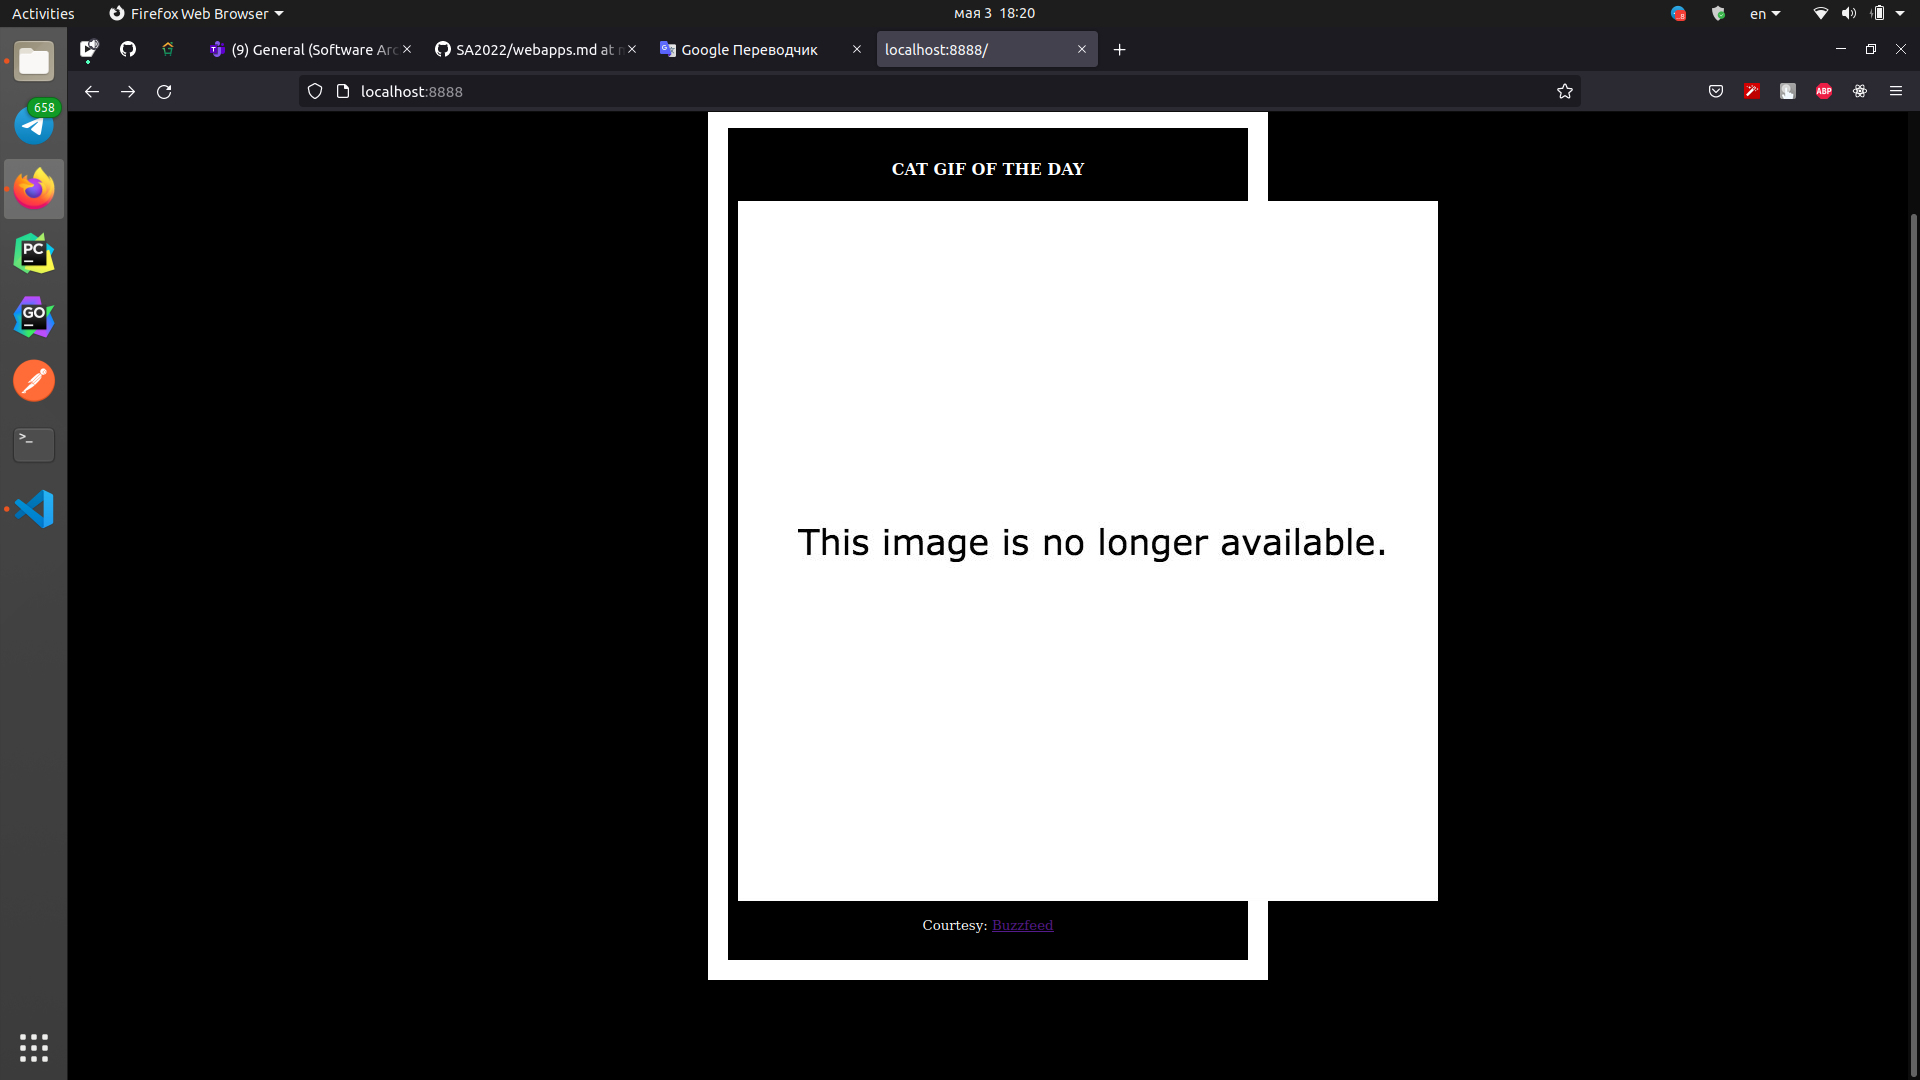 Activities
Firefox Web Browser
мая 3 18:20
en
(9) General (Software Arc
SA2022/webapps.md at
Google Переводчик
localhost:8888/
localhost:8888
ABP
658
PC
GO
>_
CAT GIF OF THE DAY
This image is no longer available.
Courtesy: Buzzfeed